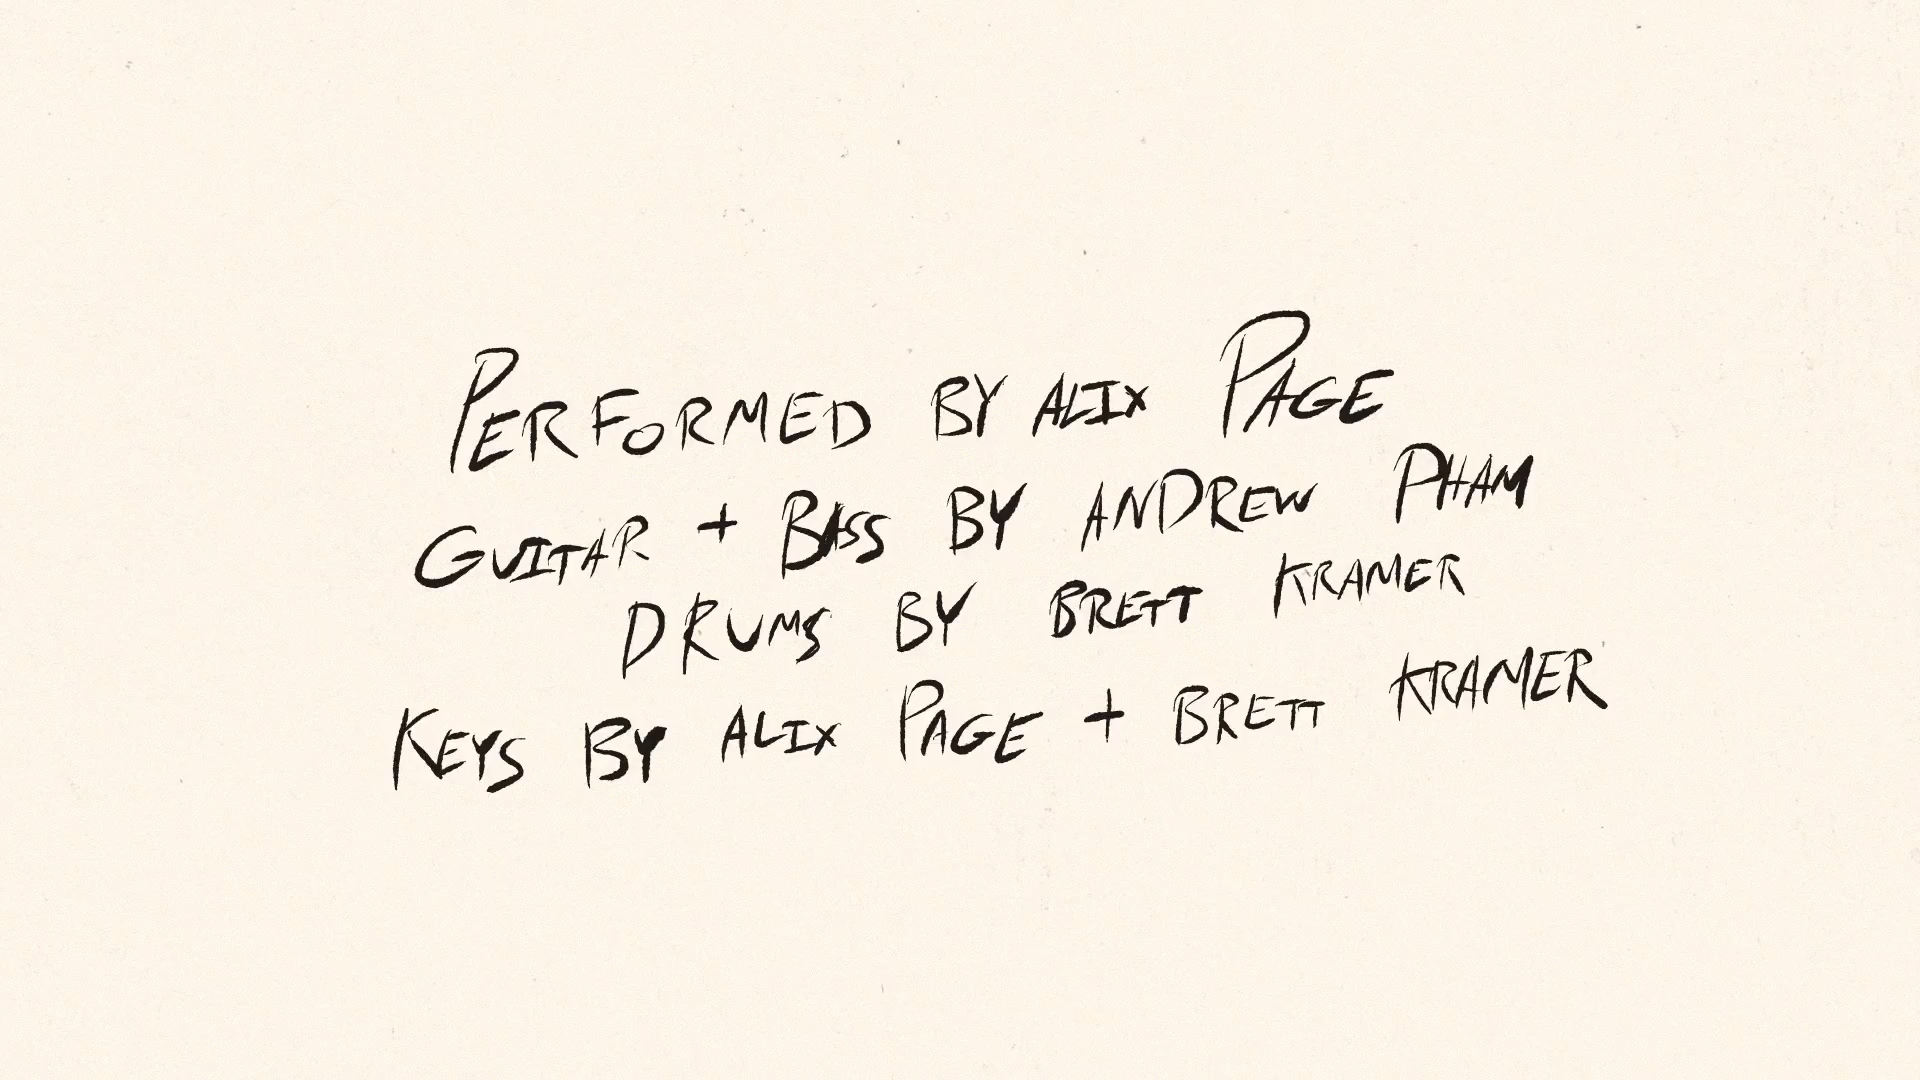 PERFORMED BY ALIX PAGE
GUITAR + BASS BY ANDREW PHAM
DRUMS BY BRETT KRAMER
KEYS BY ALIX PAGE + BRETT KRAMER